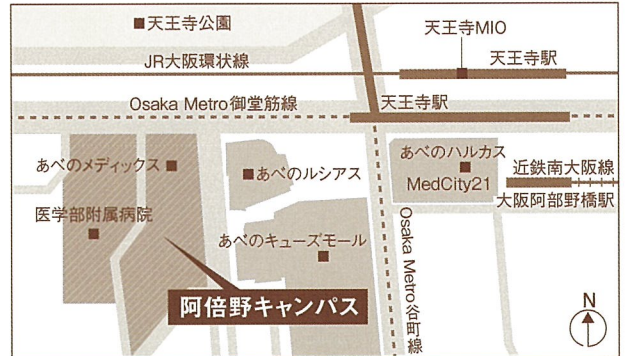 ■天王寺公園
天王寺MIO
JR大阪環状線
天王寺駅
Osaka Metro御堂筋線
天王寺駅
あべのメディックス■
■あべのルシアス
あべのハルカス
MedCity21
近鉄南大阪線
大阪阿部野橋駅
医学部附属病院
あべのキューズモール
Osaka Metro谷町線
阿倍野キャンパス
N